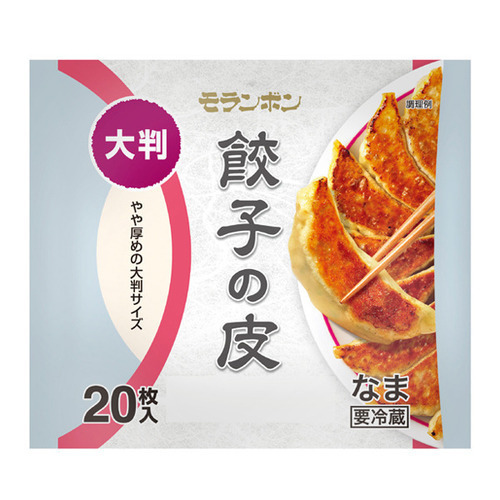 モランボン
調理例
大判
餃子の皮
やや厚めの大判サイズ
20枚入
なま
要冷蔵